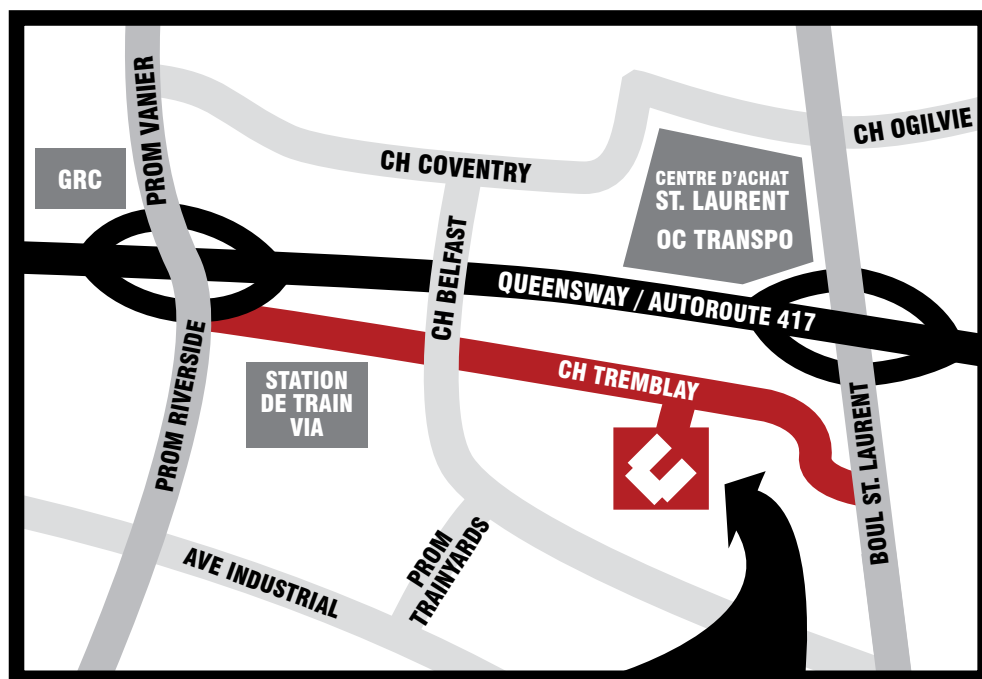 PROM VANIER
CH OGILVIE
CH COVENTRY
GRC
CENTRE D'ACHAT
ST. LAURENT
OC TRANSPO
CH BELFAST
QUEENSWAY / AUTOROUTE 417
PROM RIVERSIDE
STATION
DE TRAIN
VIA
CH TREMBLAY
BOUL ST. LAURENT
PROM
TRAINYARDS
AVE INDUSTRIAL